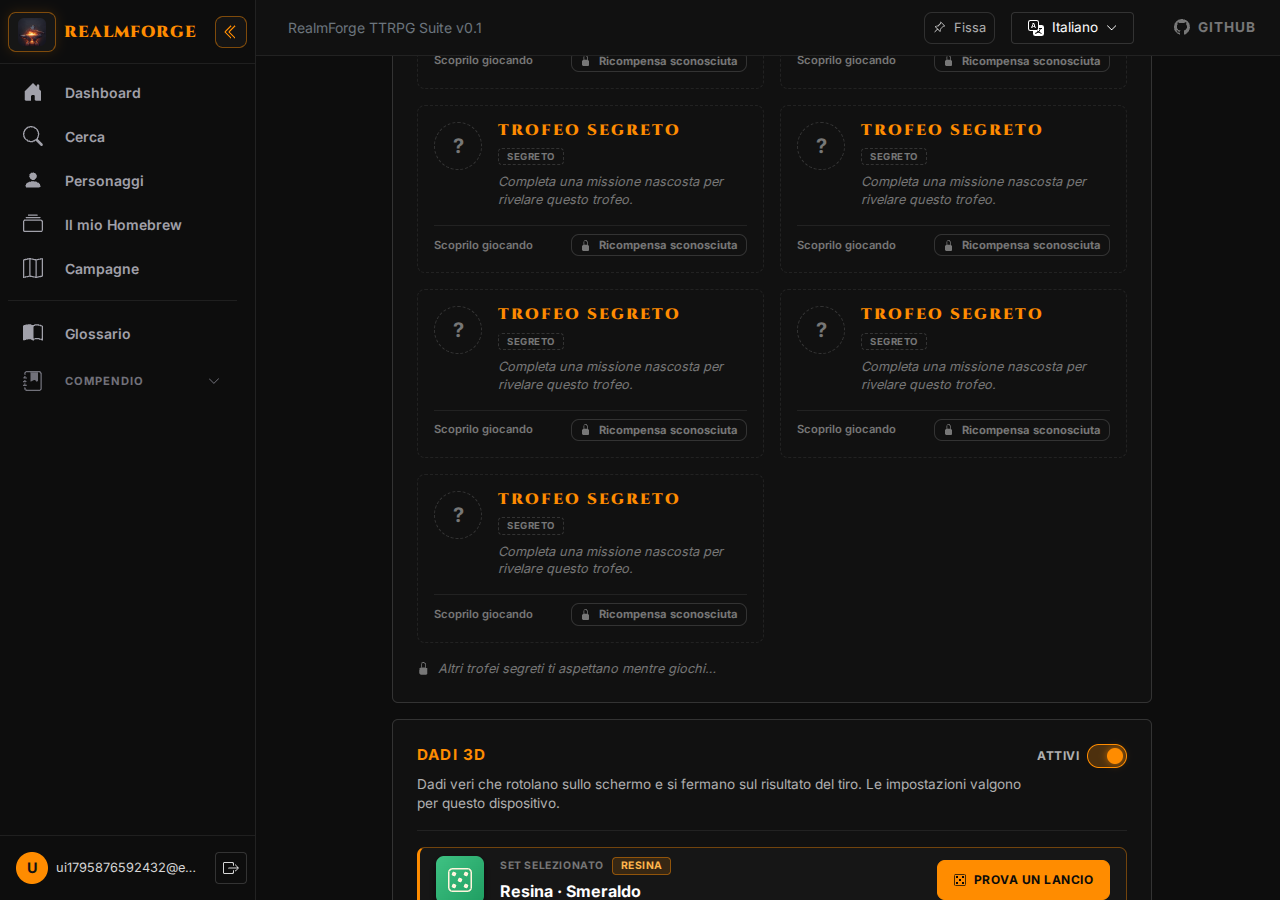 REALMFORGE
RealmForge TTRPG Suite v0.1
Fissa
Italiano
GITHUB
Dashboard
Cerca
Personaggi
Il mio Homebrew
Campagne
Glossario
COMPENDIO
U
ui1795876592432@e...
Scoprilo giocando
Ricompensa sconosciuta
Scoprilo giocando
Ricompensa sconosciuta
?
TROFEO SEGRETO
SEGRETO
Completa una missione nascosta per
rivelare questo trofeo.
Scoprilo giocando
Ricompensa sconosciuta
?
TROFEO SEGRETO
SEGRETO
Completa una missione nascosta per
rivelare questo trofeo.
Scoprilo giocando
Ricompensa sconosciuta
?
TROFEO SEGRETO
SEGRETO
Completa una missione nascosta per
rivelare questo trofeo.
Scoprilo giocando
Ricompensa sconosciuta
?
TROFEO SEGRETO
SEGRETO
Completa una missione nascosta per
rivelare questo trofeo.
Scoprilo giocando
Ricompensa sconosciuta
?
TROFEO SEGRETO
SEGRETO
Completa una missione nascosta per
rivelare questo trofeo.
Scoprilo giocando
Ricompensa sconosciuta
Altri trofei segreti ti aspettano mentre giochi...
DADI 3D
ATTIVI
Dadi veri che rotolano sullo schermo e si fermano sul risultato del tiro. Le impostazioni valgono
per questo dispositivo.
SET SELEZIONATO
RESINA
Resina · Smeraldo
PROVA UN LANCIO